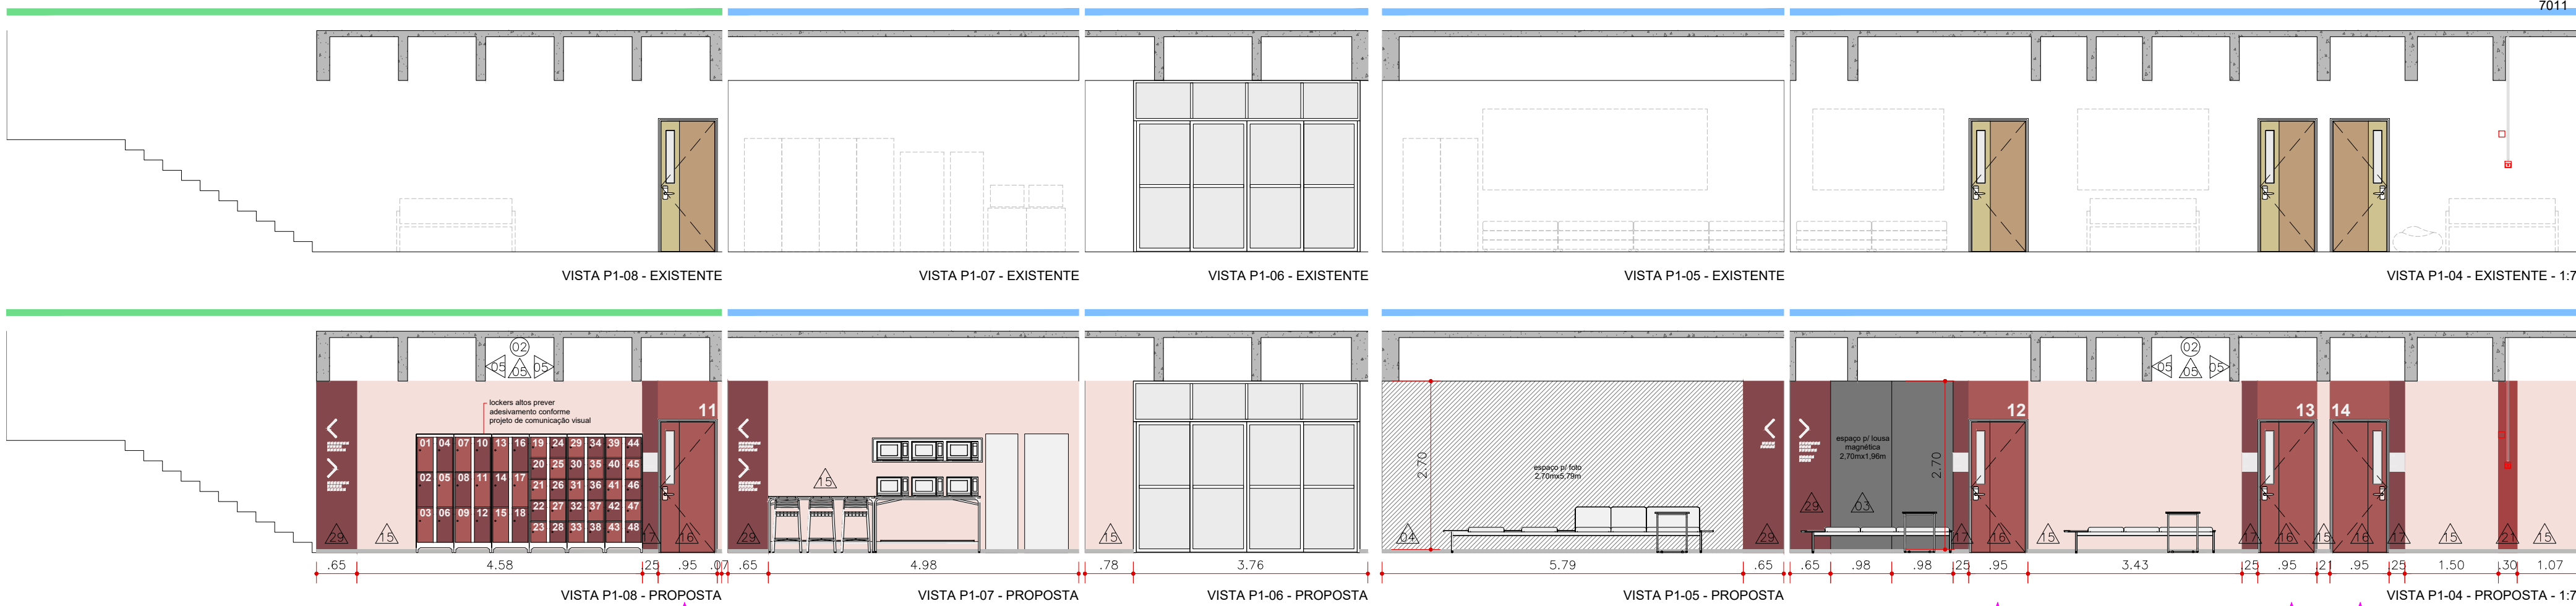 7011
VISTA P1-08 - EXISTENTE
VISTA P1-07 - EXISTENTE
VISTA P1-06 - EXISTENTE
VISTA P1-05 - EXISTENTE
VISTA P1-04 - EXISTENTE - 1:7
02
05 05 05
lockers altos prever
adesivamento conforme
projeto de comunicação visual
11
01 04 07 10 13 16 19 24 29 34 39 44
20 25 30 35 40 45
02 05 08 11 14 17
21 26 31 36 41 46
03 06 09 12 15 18
22 27 32 37 42 47
23 28 33 38 43 48
29 15 17 16
.65 4.58 .25 .95 .07
VISTA P1-08 - PROPOSTA
15
29
.65 4.98
VISTA P1-07 - PROPOSTA
15
.78 3.76
VISTA P1-06 - PROPOSTA
2.70
espaço p/ foto
2,70mx5,79m
04 29
5.79 .65
VISTA P1-05 - PROPOSTA
02
05 05 05
12 13 14
espaço p/ lousa
magnética
2,70mx1,96m
2.70
29 03
17 16 15 17 16 15 16 17 15 21 15
.65 .98 .98 .25 .95 3.43 .25 .95 .21 .95 .25 1.50 .30 1.07
VISTA P1-04 - PROPOSTA - 1:7